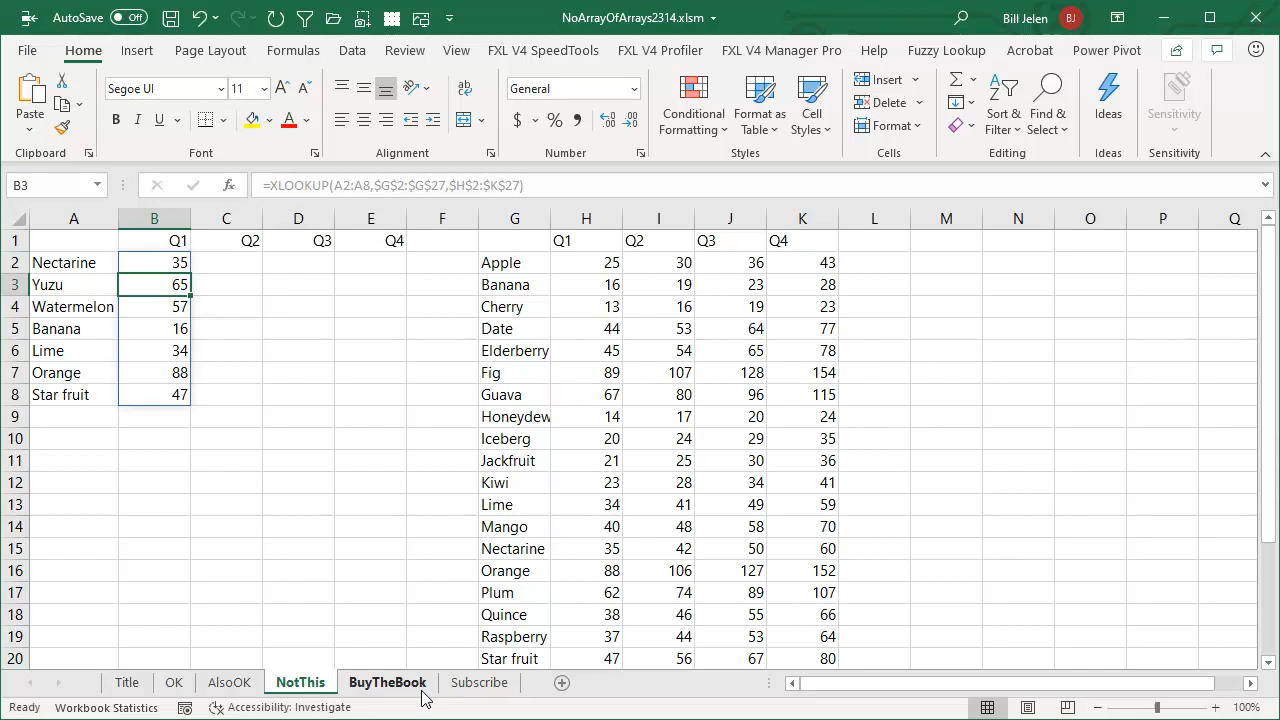 AutoSave Off NoArrayOfArrays2314.xlsm Bill Jelen BJ
File Home Insert Page Layout Formulas Data Review View FXL V4 SpeedTools FXL V4 Profiler FXL V4 Manager Pro Help Fuzzy Lookup Acrobat Power Pivot
Paste Segoe UI 11 General Conditional Formatting Format as Table Cell Styles Insert Delete Format Sort & Filter Find & Select Ideas Sensitivity
Clipboard Font Alignment Number Styles Cells Editing Ideas Sensitivity
B3 fx =XLOOKUP(A2:A8,$G$2:$G$27,$H$2:$K$27)
A B C D E F G H I J K L M N O P Q
1 Q1 Q2 Q3 Q4 Q1 Q2 Q3 Q4
2 Nectarine 35 Apple 25 30 36 43
3 Yuzu 65 Banana 16 19 23 28
4 Watermelon 57 Cherry 13 16 19 23
5 Banana 16 Date 44 53 64 77
6 Lime 34 Elderberry 45 54 65 78
7 Orange 88 Fig 89 107 128 154
8 Star fruit 47 Guava 67 80 96 115
9 Honeydew 14 17 20 24
10 Iceberg 20 24 29 35
11 Jackfruit 21 25 30 36
12 Kiwi 23 28 34 41
13 Lime 34 41 49 59
14 Mango 40 48 58 70
15 Nectarine 35 42 50 60
16 Orange 88 106 127 152
17 Plum 62 74 89 107
18 Quince 38 46 55 66
19 Raspberry 37 44 53 64
20 Star fruit 47 56 67 80
Title OK AlsoOK NotThis BuyTheBook Subscribe
Ready Workbook Statistics Accessibility: Investigate 100%